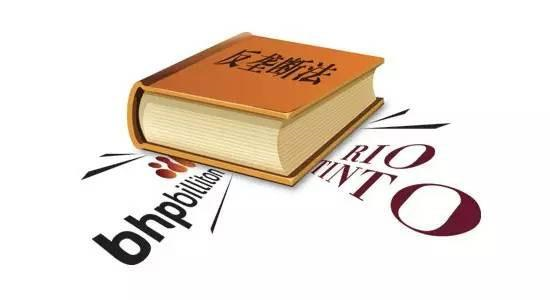 反垄断法
bhpbilliton
RIO
TINTO